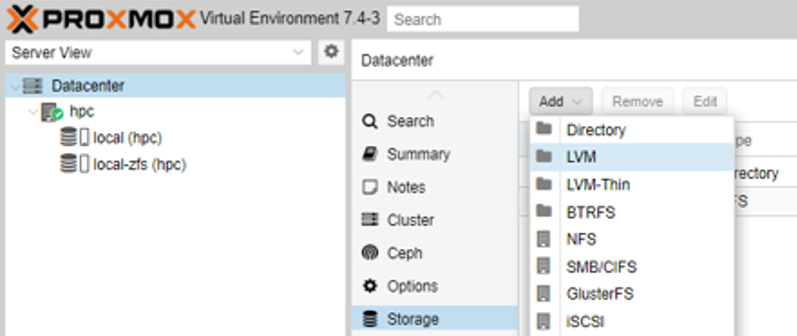 PROXMOX Virtual Environment 7.4-3 Search
Server View
Datacenter
hpc
local (hpc)
local-zfs (hpc)
Datacenter
Search
Summary
Notes
Cluster
Ceph
Options
Storage
Add Remove Edit
Directory
LVM
LVM-Thin
BTRFS
NFS
SMB/CIFS
GlusterFS
iSCSI
pe
rectory
FS